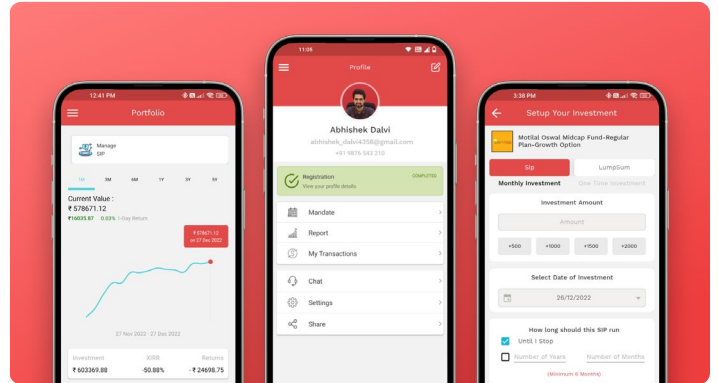 12:41 PM
Portfolio
Manage
SIP
1M 3M 6M 1Y 3Y 5Y
Current Value :
₹ 578671.12
₹16035.87 0.03% 1-Day Return
₹ 578671.12
on 27 Dec 2022
27 Nov 2022 - 27 Dec 2022
Investment XIRR Returns
₹ 603369.88 -50.88% -₹ 24698.75
11:06
Profile
Abhishek Dalvi
abhishek_dalvi4356@gmail.com
+91 9876 543 210
Registration COMPLETED
View your profile details
Mandate
Report
My Transactions
Chat
Settings
Share
3:38 PM
Setup Your Investment
Motilal Oswal Midcap Fund-Regular
Plan-Growth Option
Sip LumpSum
Monthly Investment One Time Investment
Investment Amount
Amount
+500 +1000 +1500 +2000
Select Date of Investment
26/12/2022
How long should this SIP run
Until I Stop
Number of Years Number of Months
(Minimum 6 Months)